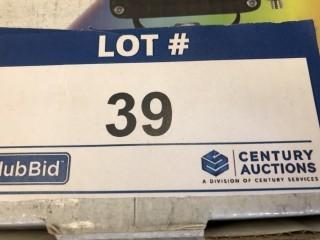 LOT #
39
lubBid
CENTURY
AUCTIONS
A DIVISION OF CENTURY SERVICES